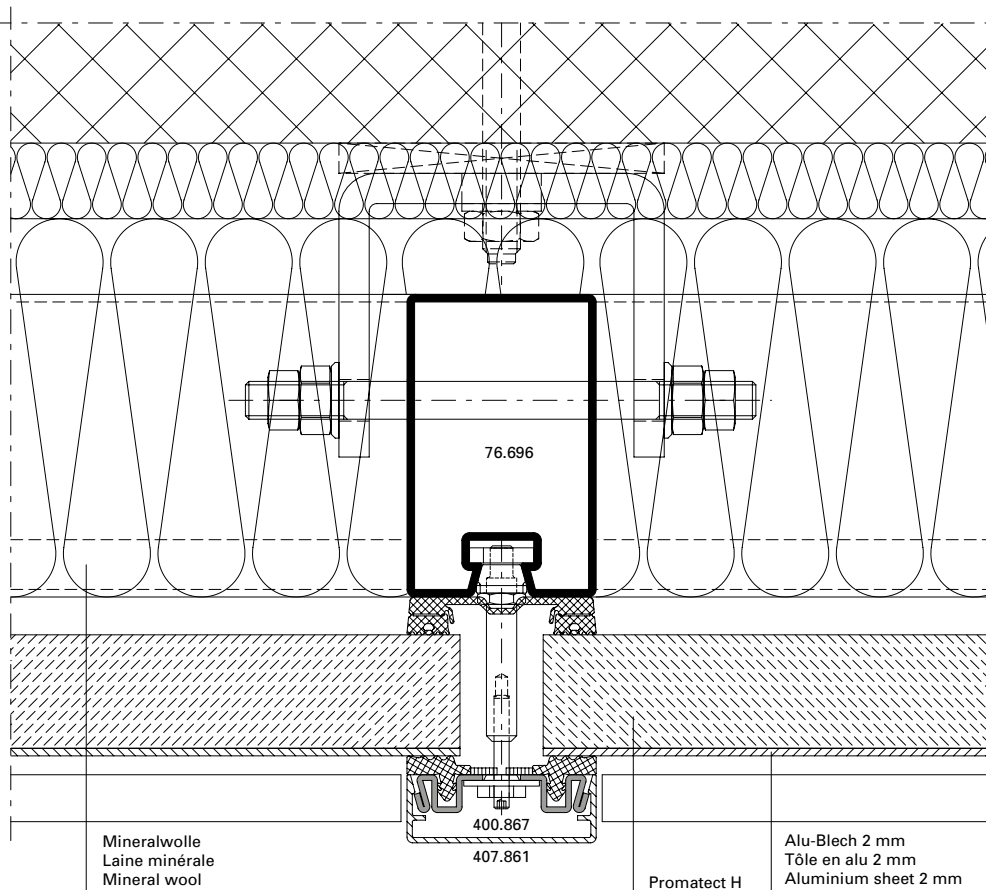 76.696
400.867
407.861
Mineralwolle
Laine minérale
Mineral wool
Promatect H
Alu-Blech 2 mm
Tôle en alu 2 mm
Aluminium sheet 2 mm